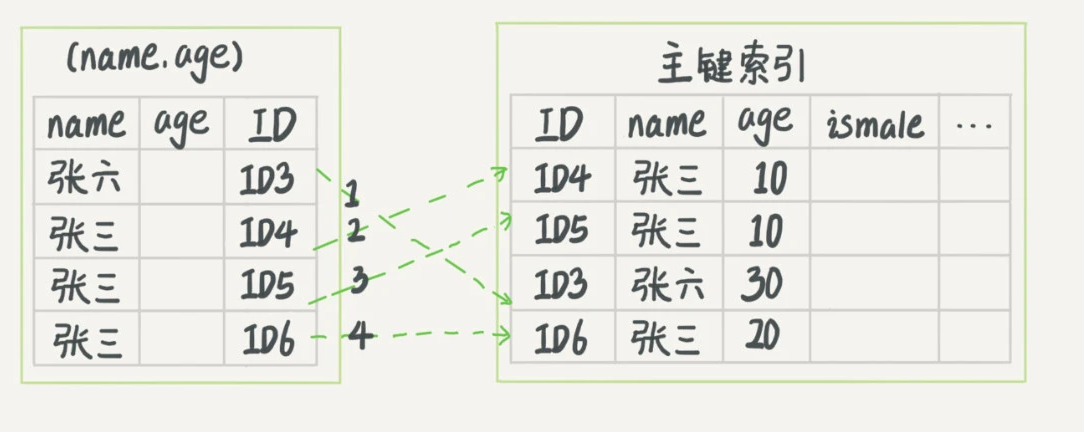 (name.age)
name age ID
张六 ID3
张三 ID4
张三 ID5
张三 ID6
1
2
3
4
主键索引
ID name age ismale ...
ID4 张三 10
ID5 张三 10
ID3 张六 30
ID6 张三 20